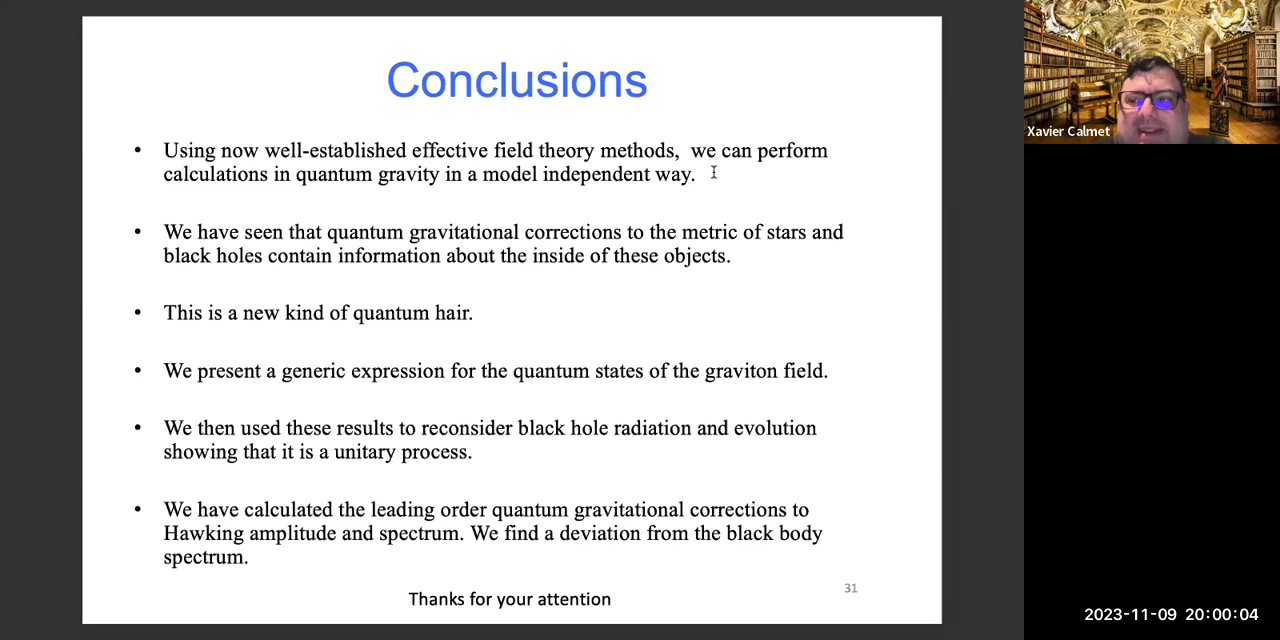 Conclusions
• Using now well-established effective field theory methods,  we can perform
calculations in quantum gravity in a model independent way.
• We have seen that quantum gravitational corrections to the metric of stars and
black holes contain information about the inside of these objects.
• This is a new kind of quantum hair.
• We present a generic expression for the quantum states of the graviton field.
• We then used these results to reconsider black hole radiation and evolution
showing that it is a unitary process.
• We have calculated the leading order quantum gravitational corrections to
Hawking amplitude and spectrum. We find a deviation from the black body
spectrum.
31
Thanks for your attention
Xavier Calmet
2023-11-09 20:00:04